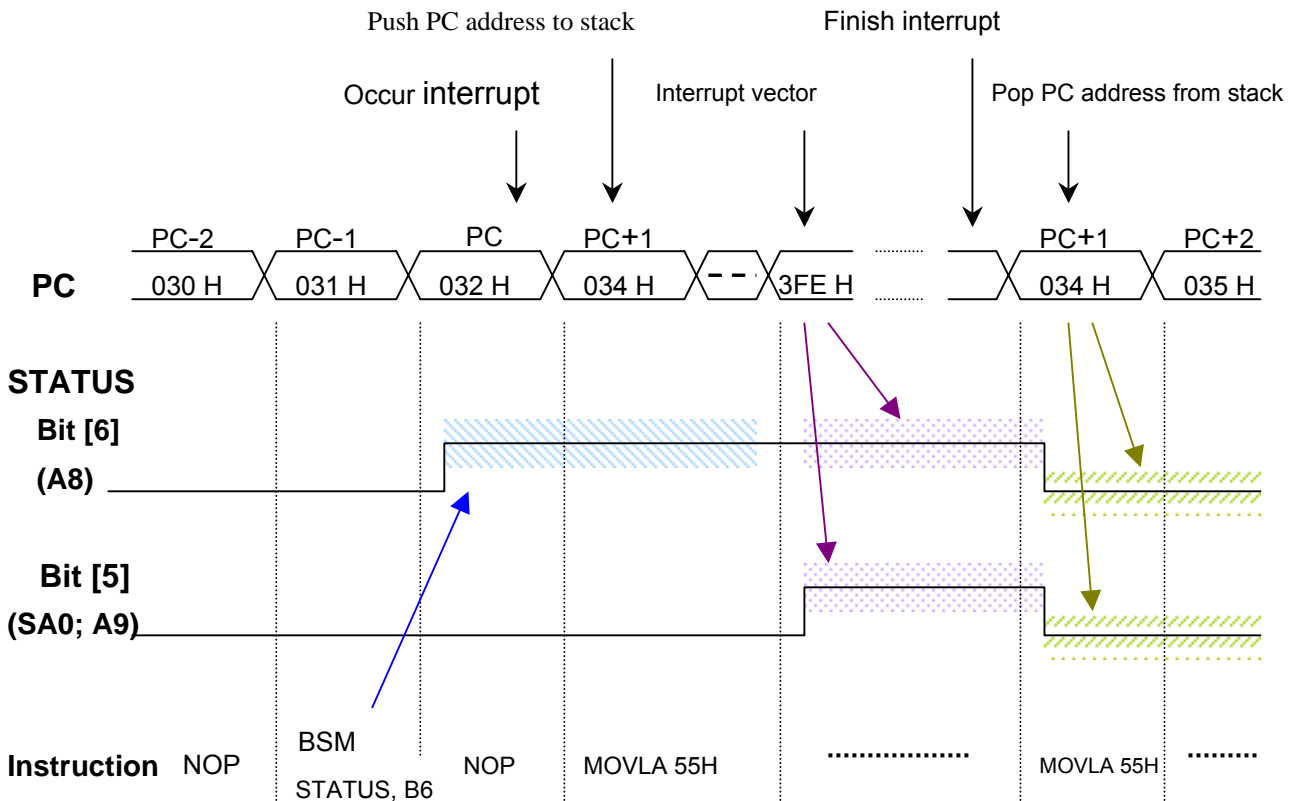 Push PC address to stack
Finish interrupt
Occur interrupt
Interrupt vector
Pop PC address from stack
PC-2 PC-1 PC PC+1 PC+1 PC+2
PC 030 H 031 H 032 H 034 H 3FE H 034 H 035 H
STATUS
Bit [6]
(A8)
Bit [5]
(SA0; A9)
BSM
Instruction NOP NOP MOVLA 55H MOVLA 55H
STATUS, B6